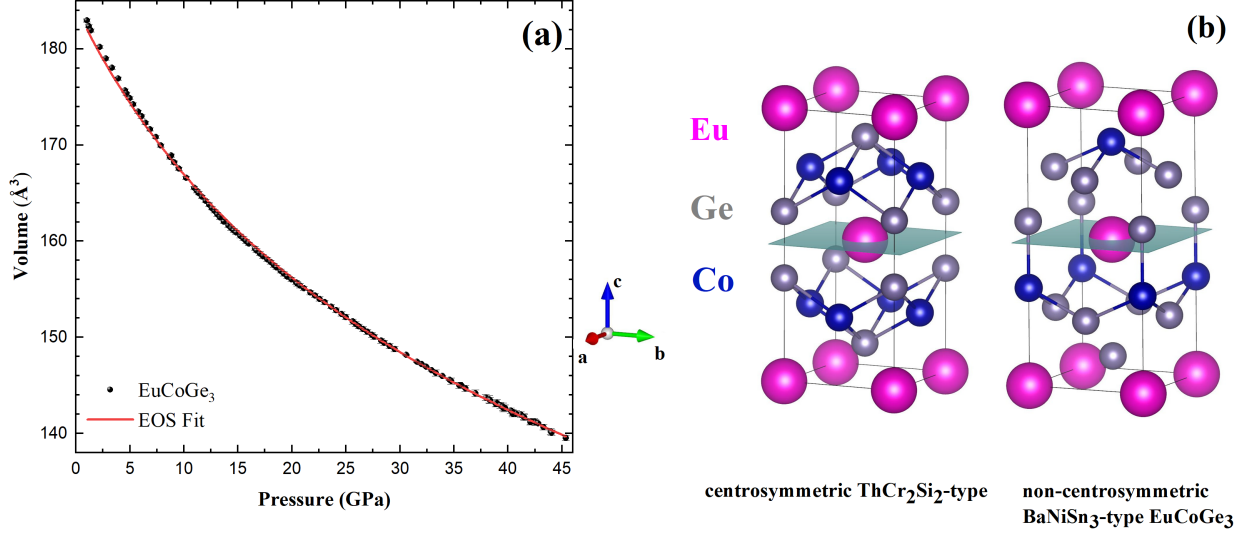 (a)
180
170
160
150
140
Volume (Å³)
EuCoGe₃
EOS Fit
0 5 10 15 20 25 30 35 40 45
Pressure (GPa)
(b)
Eu
Ge
Co
c
a
b
centrosymmetric ThCr₂Si₂-type
non-centrosymmetric
BaNiSn₃-type EuCoGe₃